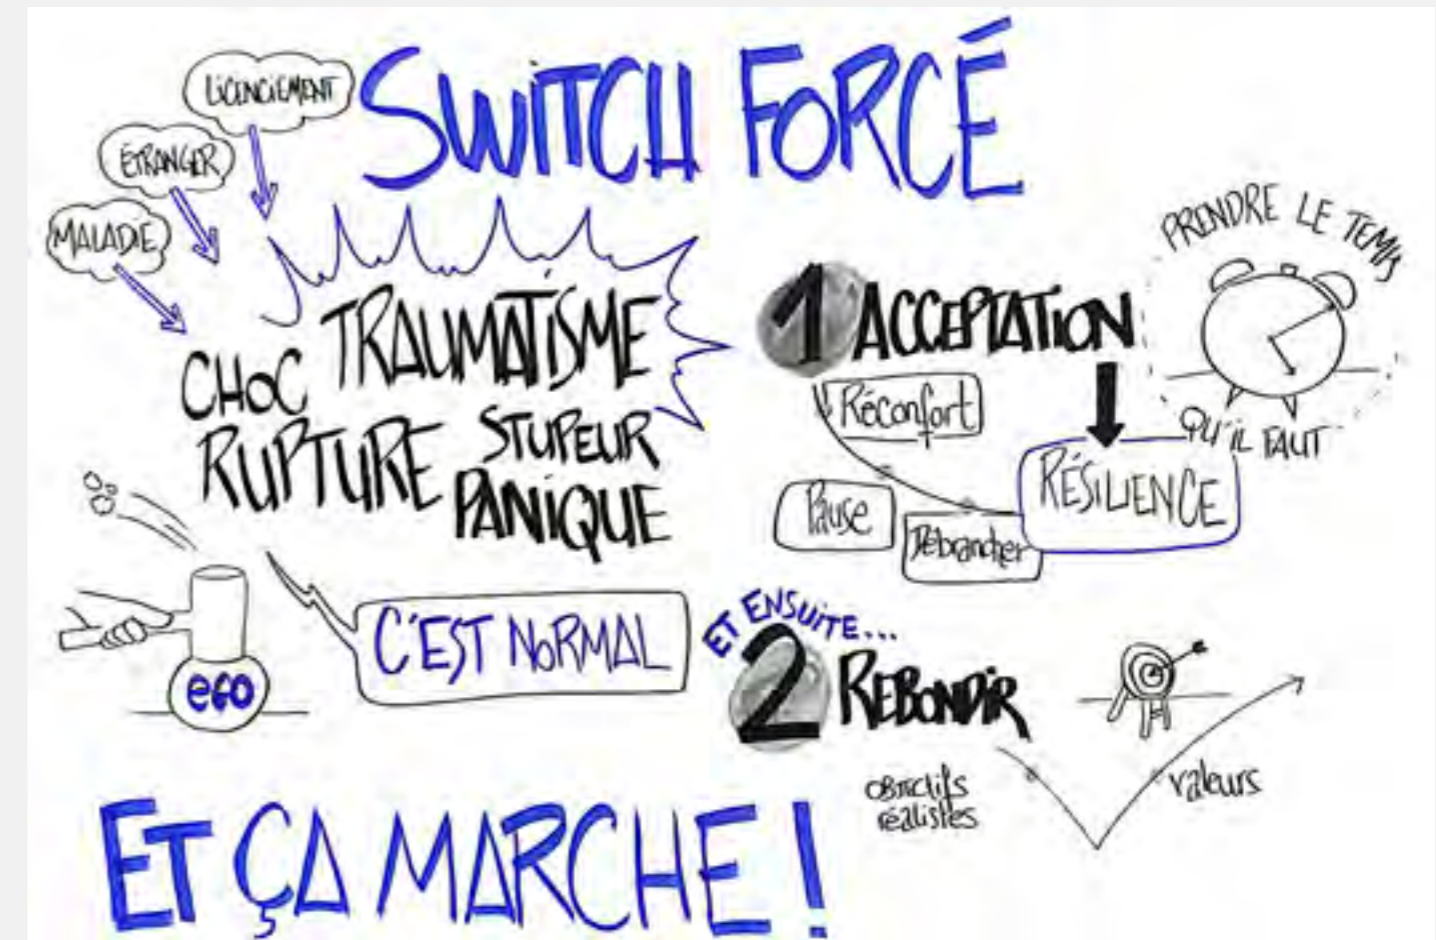 SWITCH FORCÉ
LICENCIEMENT
ÉTRANGER
MALADIE
CHOC TRAUMATISME
RUPTURE STUPEUR
PANIQUE
ego
C'EST NORMAL
1 ACCEPTATION
Réconfort
Pause
Débrancher
RÉSILIENCE
PRENDRE LE TEMPS
QU'IL FAUT
ET ENSUITE...
2 REBONDIR
OBJECTIFS
réalistes
valeurs
ET ÇA MARCHE !